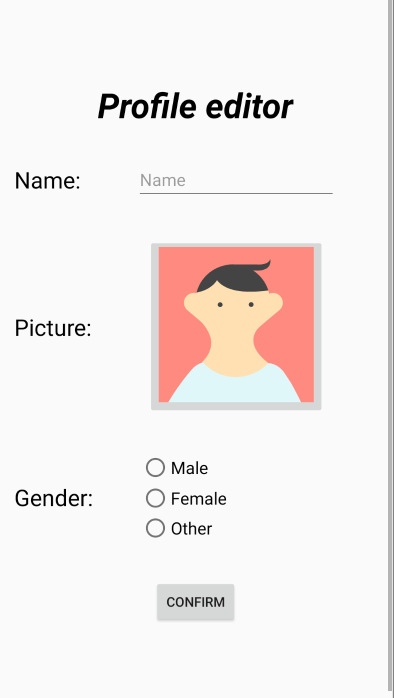 Profile editor
Name: Name
Picture:
Male
Gender: Female
Other
CONFIRM